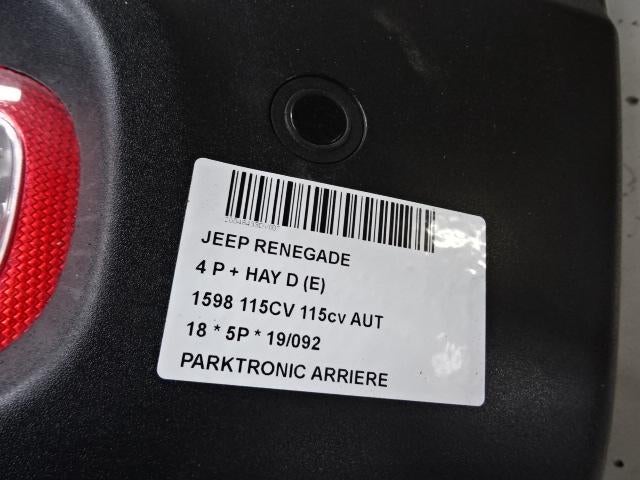 JEEP RENEGADE
4 P + HAY D (E)
1598 115CV 115cv AUT
18 * 5P * 19/092
PARKTRONIC ARRIERE